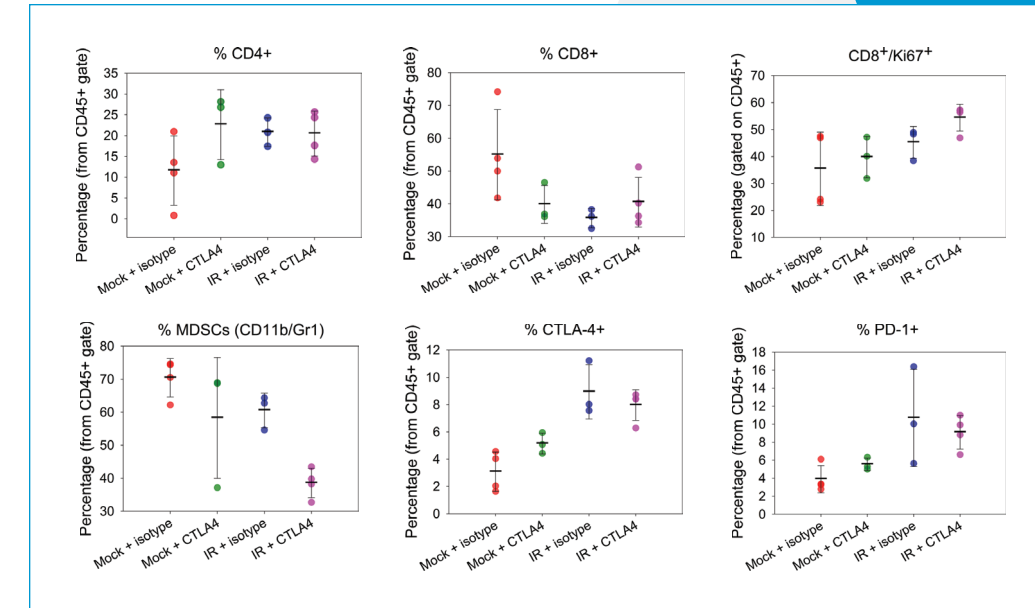 % CD4+
Percentage (from CD45+ gate)
35
30
25
20
15
10
5
0
Mock + isotype
Mock + CTLA4
IR + isotype
IR + CTLA4
% CD8+
Percentage (from CD45+ gate)
80
70
60
50
40
30
Mock + isotype
Mock + CTLA4
IR + isotype
IR + CTLA4
CD8⁺/Ki67⁺
Percentage (gated on CD45+)
70
60
50
40
30
20
10
Mock + isotype
Mock + CTLA4
IR + isotype
IR + CTLA4
% MDSCs (CD11b/Gr1)
Percentage (from CD45+ gate)
80
70
60
50
40
30
Mock + isotype
Mock + CTLA4
IR + isotype
IR + CTLA4
% CTLA-4+
Percentage (from CD45+ gate)
12
10
8
6
4
2
0
Mock + isotype
Mock + CTLA4
IR + isotype
IR + CTLA4
% PD-1+
Percentage (from CD45+ gate)
18
16
14
12
10
8
6
4
2
0
Mock + isotype
Mock + CTLA4
IR + isotype
IR + CTLA4